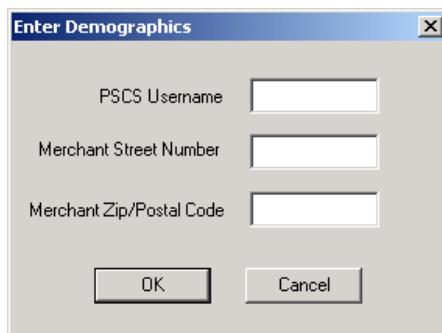 Enter Demographics
PSCS Username
Merchant Street Number
Merchant Zip/Postal Code
OK Cancel